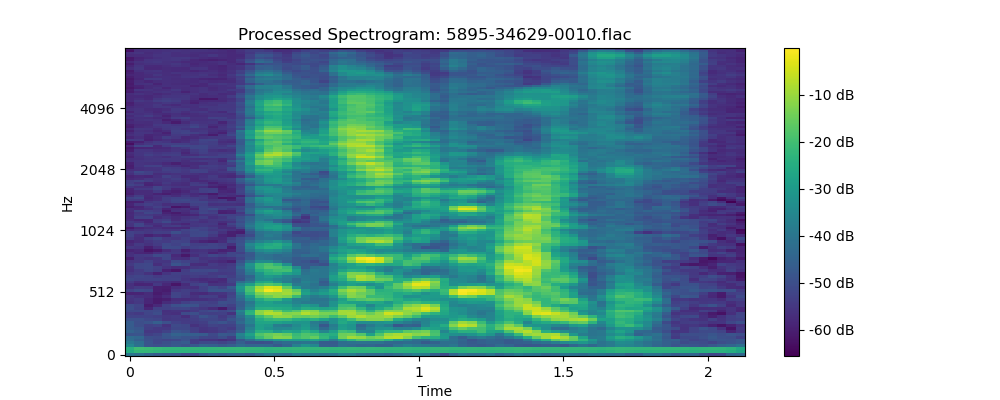 Processed Spectrogram: 5895-34629-0010.flac
4096
2048
1024
512
0
Hz
0
0.5
1
1.5
2
Time
-10 dB
-20 dB
-30 dB
-40 dB
-50 dB
-60 dB